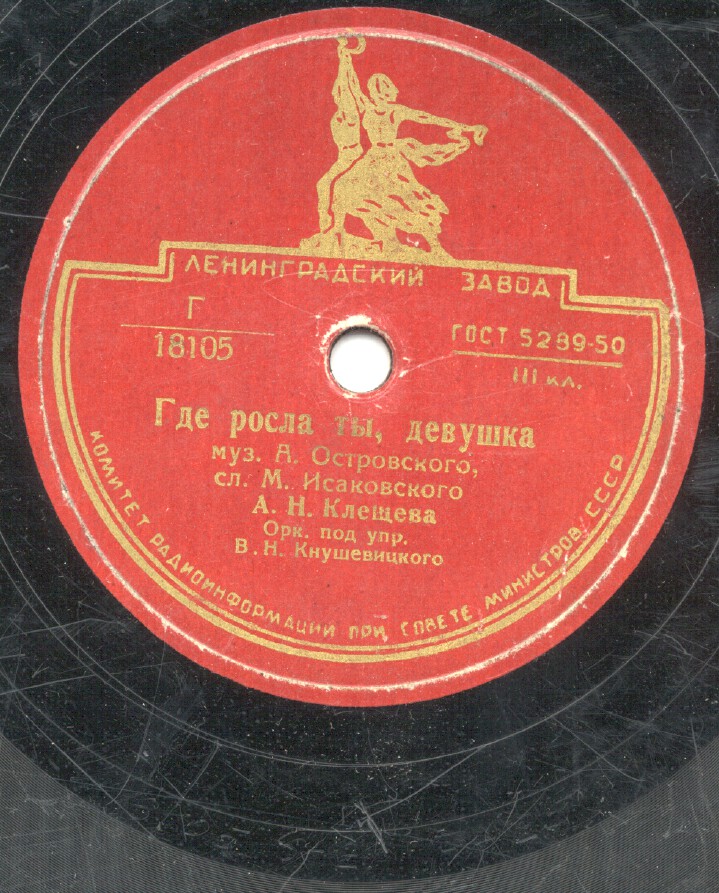 ЛЕНИНГРАДСКИЙ ЗАВОД
Г
18105
ГОСТ 5289-50
III кл.
Где росла ты, девушка
муз. А. Островского,
сл. М. Исаковского
А. Н. Клещева
Орк. под упр.
В. Н. Кнушевицкого
КОМИТЕТ РАДИОИНФОРМАЦИИ ПРИ СОВЕТЕ МИНИСТРОВ СССР